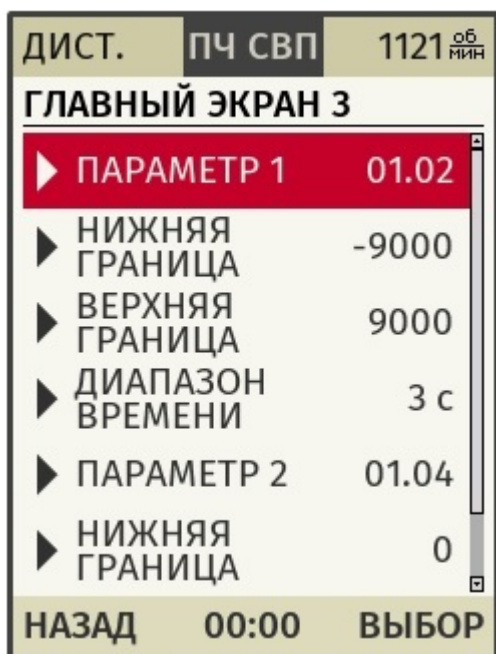 ДИСТ. ПЧ СВП 1121 об мин
ГЛАВНЫЙ ЭКРАН 3
ПАРАМЕТР 1 01.02
НИЖНЯЯ
ГРАНИЦА -9000
ВЕРХНЯЯ
ГРАНИЦА 9000
ДИАПАЗОН
ВРЕМЕНИ 3 с
ПАРАМЕТР 2 01.04
НИЖНЯЯ
ГРАНИЦА 0
НАЗАД 00:00 ВЫБОР